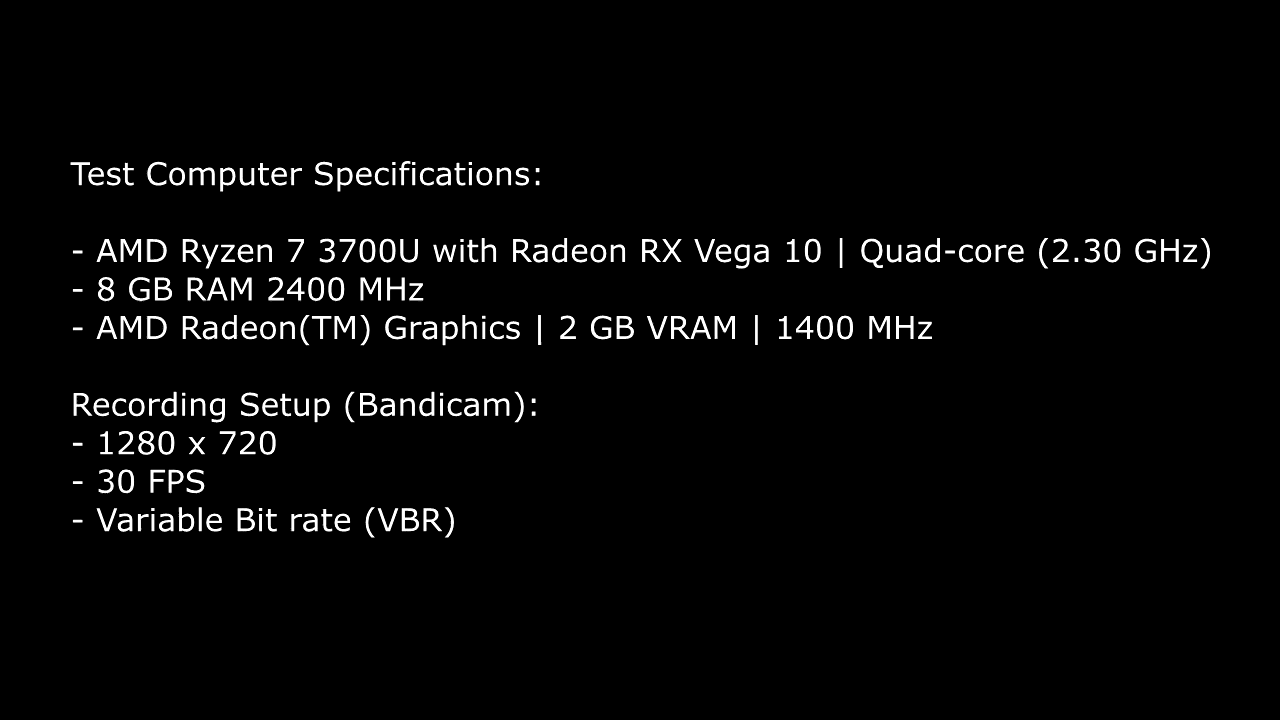 Test Computer Specifications:
- AMD Ryzen 7 3700U with Radeon RX Vega 10 | Quad-core (2.30 GHz)
- 8 GB RAM 2400 MHz
- AMD Radeon(TM) Graphics | 2 GB VRAM | 1400 MHz
Recording Setup (Bandicam):
- 1280 x 720
- 30 FPS
- Variable Bit rate (VBR)